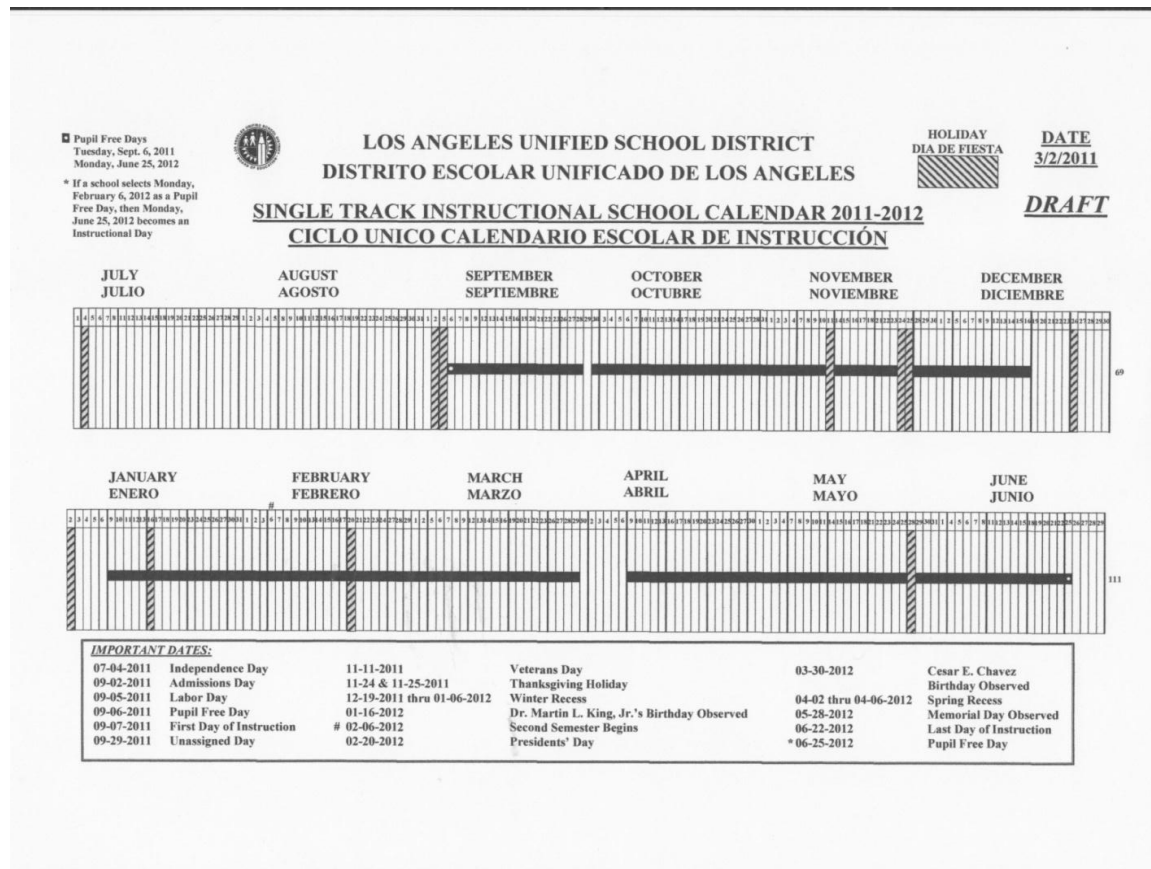 Pupil Free Days
Tuesday, Sept. 6, 2011
Monday, June 25, 2012
* If a school selects Monday,
February 6, 2012 as a Pupil
Free Day, then Monday,
June 25, 2012 becomes an
Instructional Day
LOS ANGELES UNIFIED SCHOOL DISTRICT
DISTRITO ESCOLAR UNIFICADO DE LOS ANGELES
SINGLE TRACK INSTRUCTIONAL SCHOOL CALENDAR 2011-2012
CICLO UNICO CALENDARIO ESCOLAR DE INSTRUCCIÓN
HOLIDAY
DIA DE FIESTA
DATE
3/2/2011
DRAFT
JULY AUGUST SEPTEMBER OCTOBER NOVEMBER DECEMBER
JULIO AGOSTO SEPTIEMBRE OCTUBRE NOVIEMBRE DICIEMBRE
69
JANUARY FEBRUARY MARCH APRIL MAY JUNE
ENERO FEBRERO MARZO ABRIL MAYO JUNIO
#
111
IMPORTANT DATES:
07-04-2011 Independence Day 11-11-2011 Veterans Day 03-30-2012 Cesar E. Chavez
09-02-2011 Admissions Day 11-24 & 11-25-2011 Thanksgiving Holiday Birthday Observed
09-05-2011 Labor Day 12-19-2011 thru 01-06-2012 Winter Recess 04-02 thru 04-06-2012 Spring Recess
09-06-2011 Pupil Free Day 01-16-2012 Dr. Martin L. King, Jr.'s Birthday Observed 05-28-2012 Memorial Day Observed
09-07-2011 First Day of Instruction # 02-06-2012 Second Semester Begins 06-22-2012 Last Day of Instruction
09-29-2011 Unassigned Day 02-20-2012 Presidents' Day *06-25-2012 Pupil Free Day